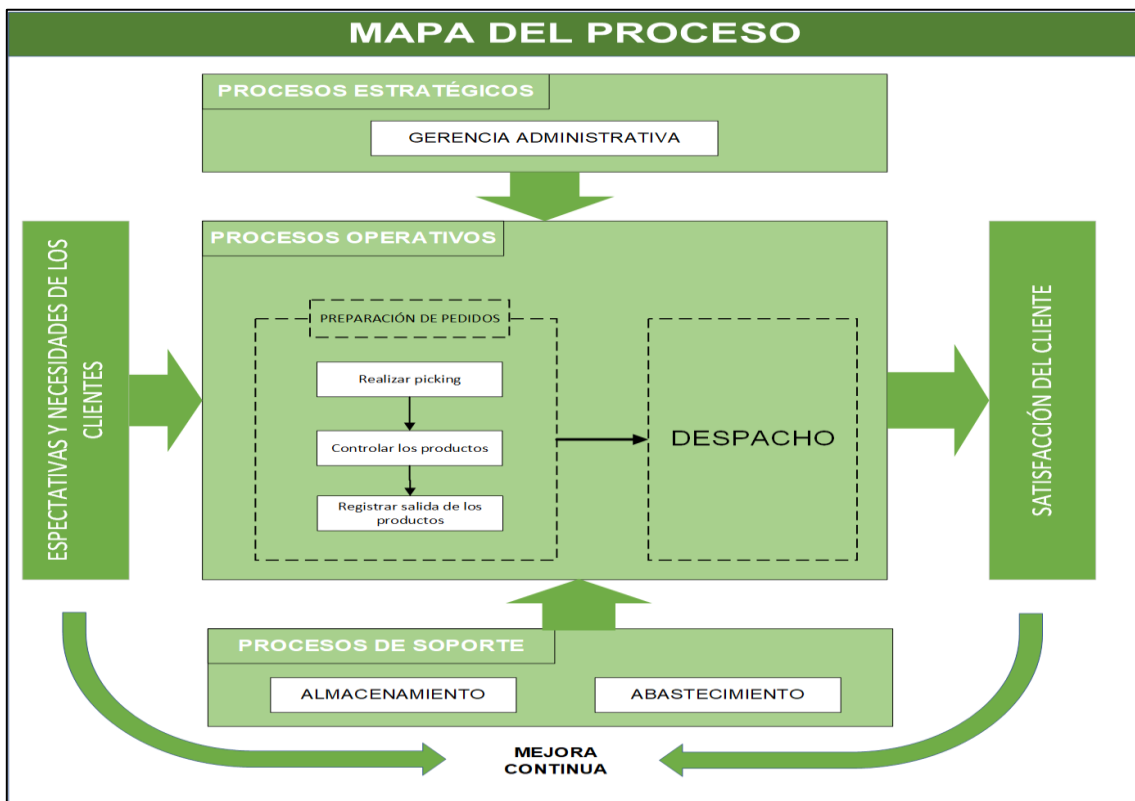 MAPA DEL PROCESO
PROCESOS ESTRATÉGICOS
GERENCIA ADMINISTRATIVA
ESPECTATIVAS Y NECESIDADES DE LOS
CLIENTES
PROCESOS OPERATIVOS
PREPARACIÓN DE PEDIDOS
Realizar picking
Controlar los productos
Registrar salida de los
productos
DESPACHO
SATISFACCIÓN DEL CLIENTE
PROCESOS DE SOPORTE
ALMACENAMIENTO
ABASTECIMIENTO
MEJORA
CONTINUA